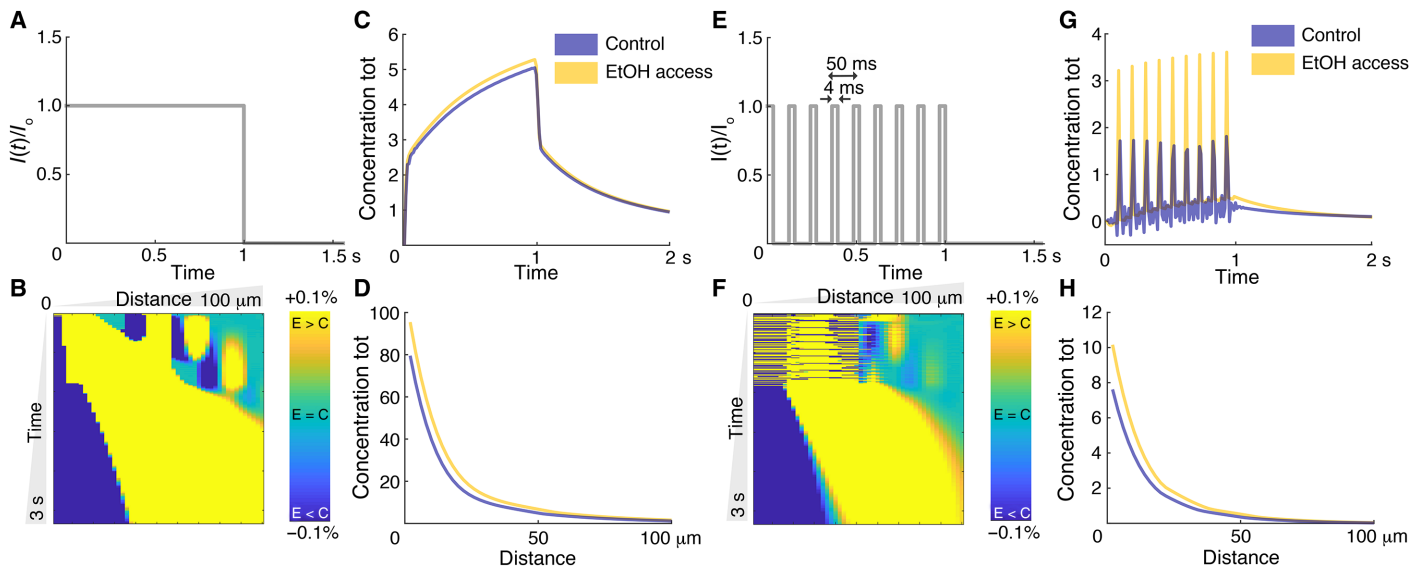 A
1.5
1.0
0.5
0
I(t)/Io
0.5
1
1.5 s
Time
B
0
Distance
100 µm
Time
3 s
+0.1%
E > C
E = C
E < C
−0.1%
C
6
5
4
3
2
1
0
Concentration tot
Control
EtOH access
1
2 s
Time
D
100
80
60
40
20
Concentration tot
0
50
100 µm
Distance
E
1.5
1.0
0.5
0
I(t)/Io
50 ms
4 ms
0.5
1
1.5 s
Time
F
0
Distance
100 µm
Time
3 s
+0.1%
E > C
E = C
E < C
−0.1%
G
4
3
2
1
0
Concentration tot
Control
EtOH access
0
1
2 s
Time
H
12
10
8
6
4
2
Concentration tot
0
50
100 µm
Distance